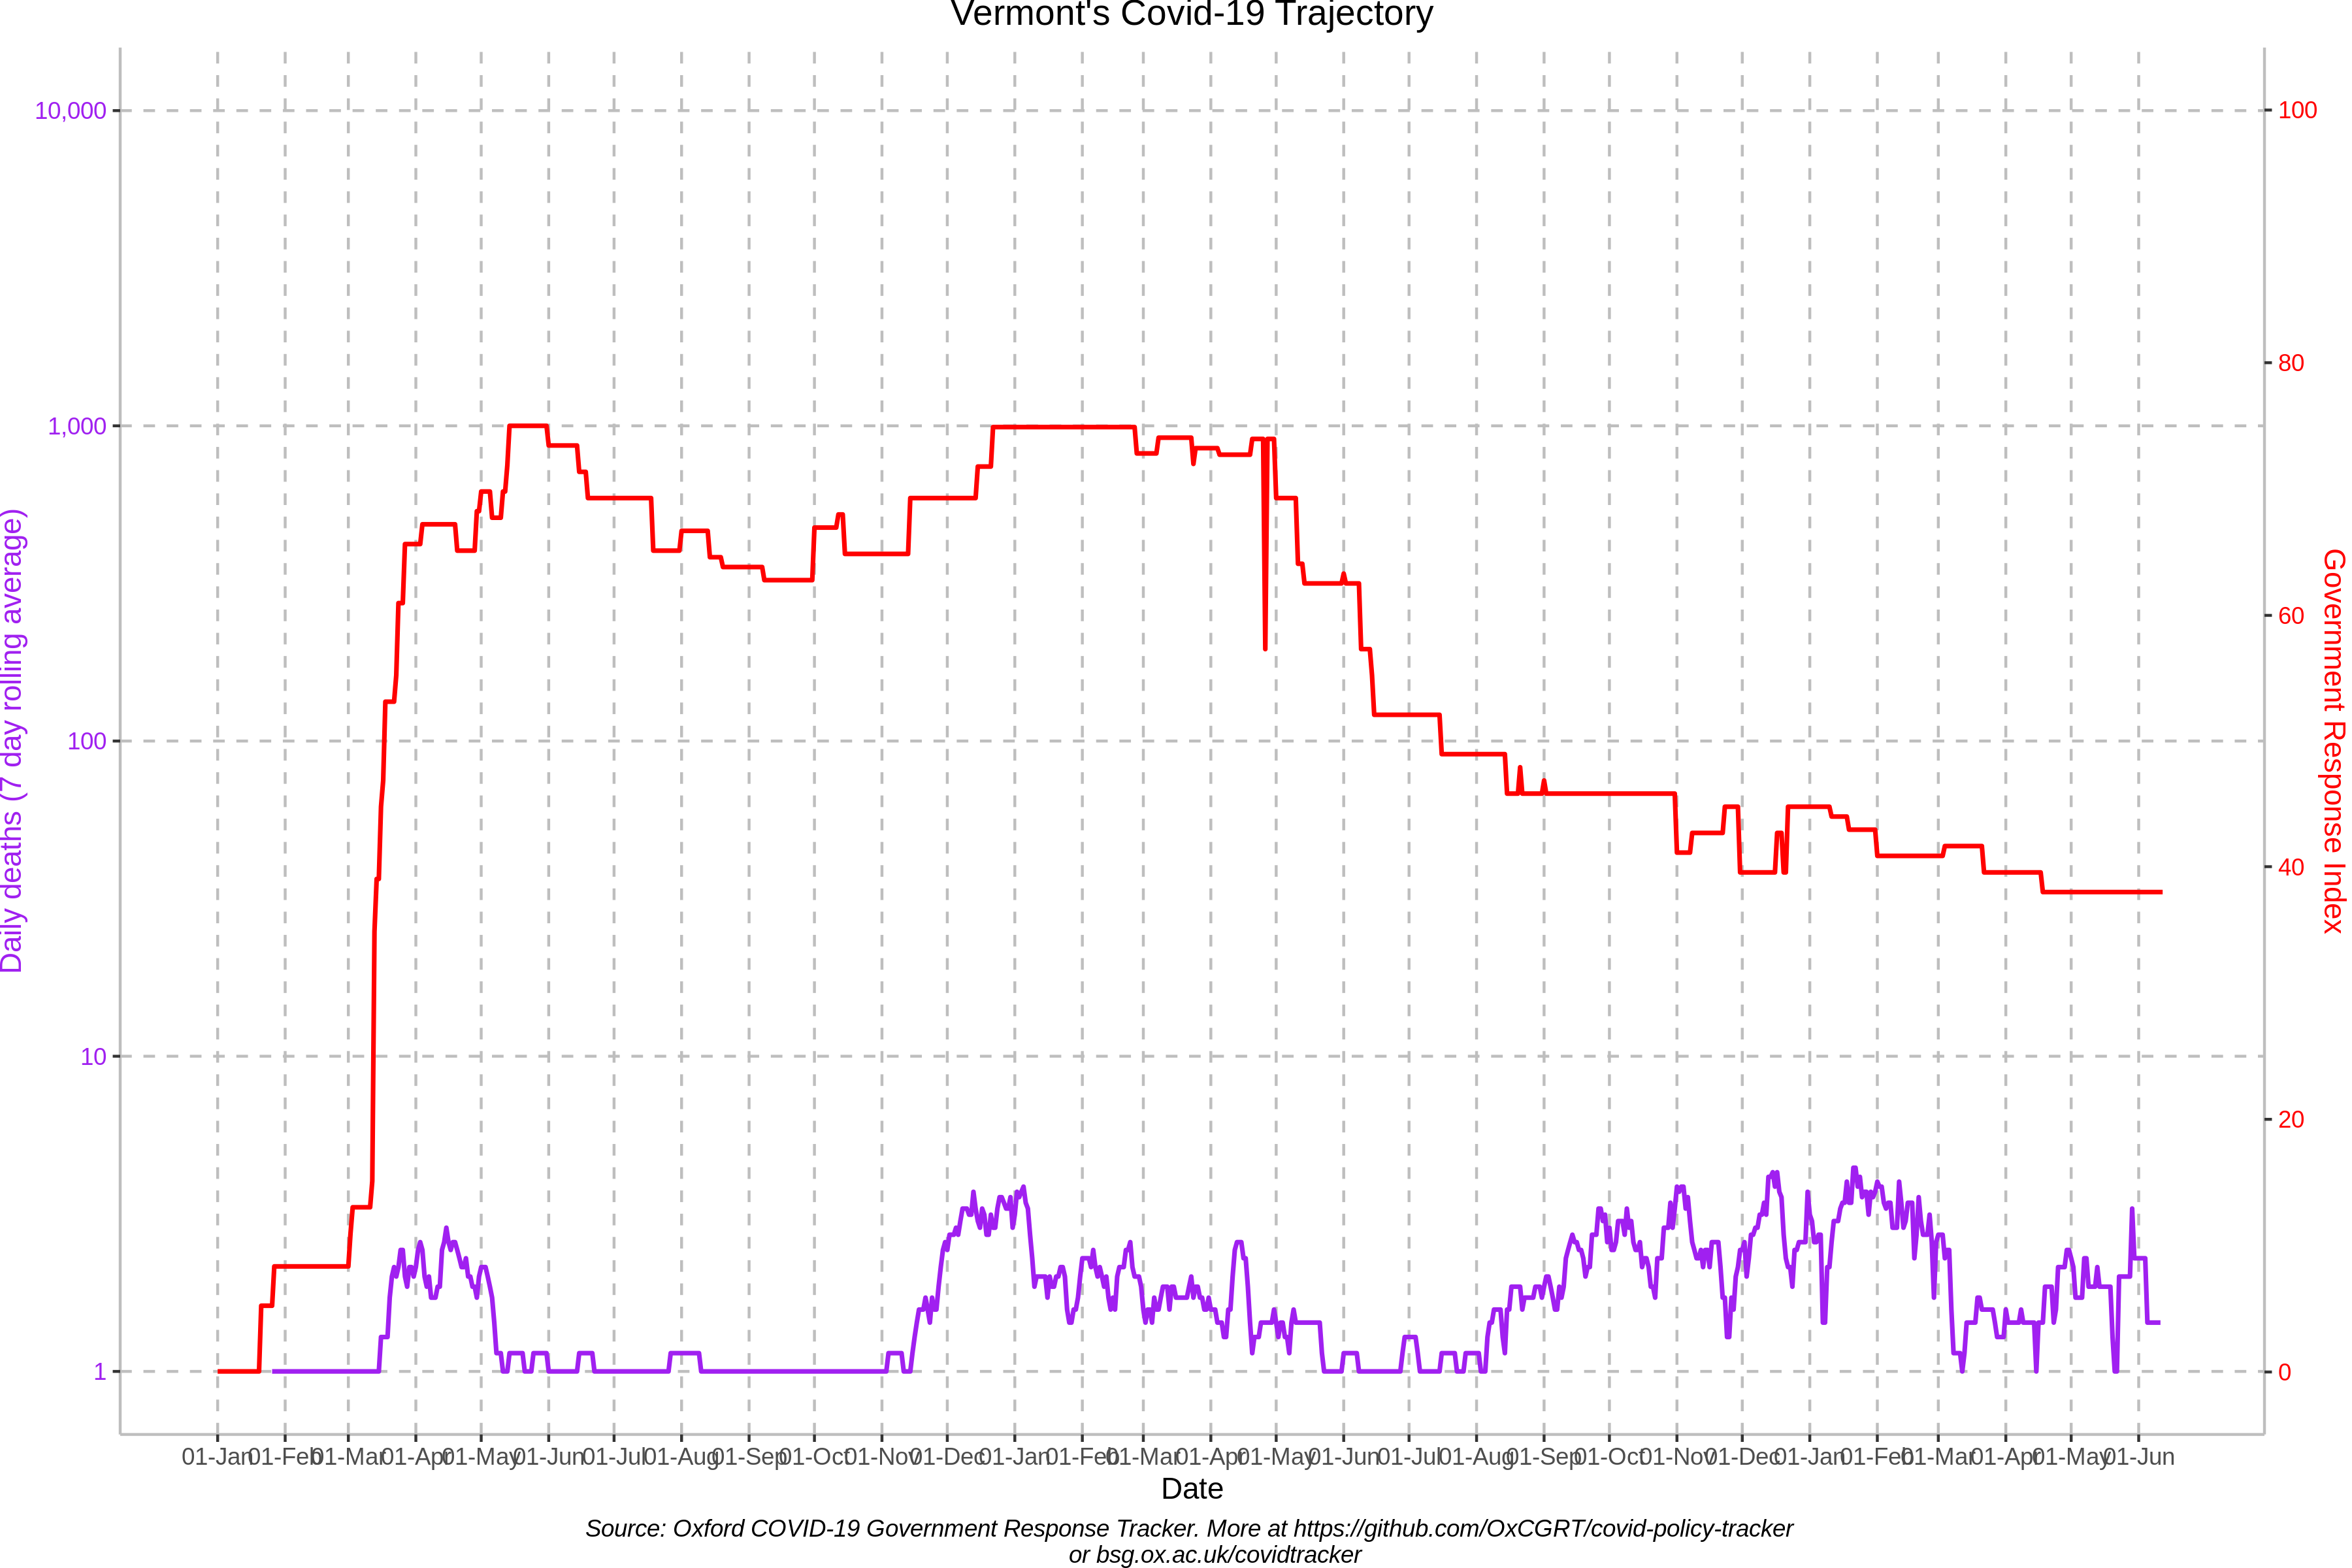 Vermont's Covid-19 Trajectory
10,000
1,000
100
10
1
Daily deaths (7 day rolling average)
100
80
60
40
20
0
Government Response Index
01-Jan 01-Feb 01-Mar 01-Apr 01-May 01-Jun 01-Jul 01-Aug 01-Sep 01-Oct 01-Nov 01-Dec 01-Jan 01-Feb 01-Mar 01-Apr 01-May 01-Jun 01-Jul 01-Aug 01-Sep 01-Oct 01-Nov 01-Dec 01-Jan 01-Feb 01-Mar 01-Apr 01-May 01-Jun
Date
Source: Oxford COVID-19 Government Response Tracker. More at https://github.com/OxCGRT/covid-policy-tracker
or bsg.ox.ac.uk/covidtracker